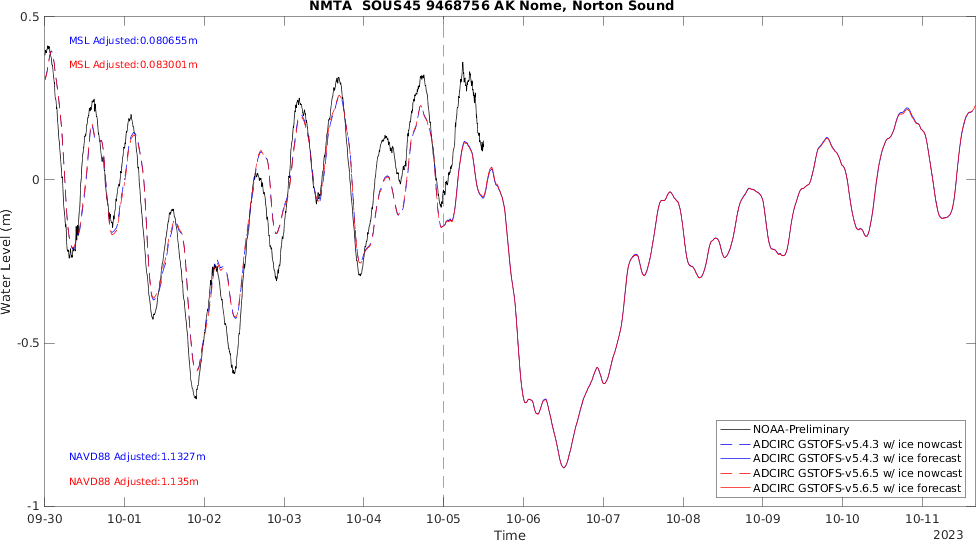 NMTA SOUS45 9468756 AK Nome, Norton Sound
0.5
MSL Adjusted:0.080655m
MSL Adjusted:0.083001m
0
Water Level (m)
-0.5
NAVD88 Adjusted:1.1327m
NAVD88 Adjusted:1.135m
-1
NOAA-Preliminary
ADCIRC GSTOFS-v5.4.3 w/ ice nowcast
ADCIRC GSTOFS-v5.4.3 w/ ice forecast
ADCIRC GSTOFS-v5.6.5 w/ ice nowcast
ADCIRC GSTOFS-v5.6.5 w/ ice forecast
09-30 10-01 10-02 10-03 10-04 10-05 10-06 10-07 10-08 10-09 10-10 10-11
Time
2023